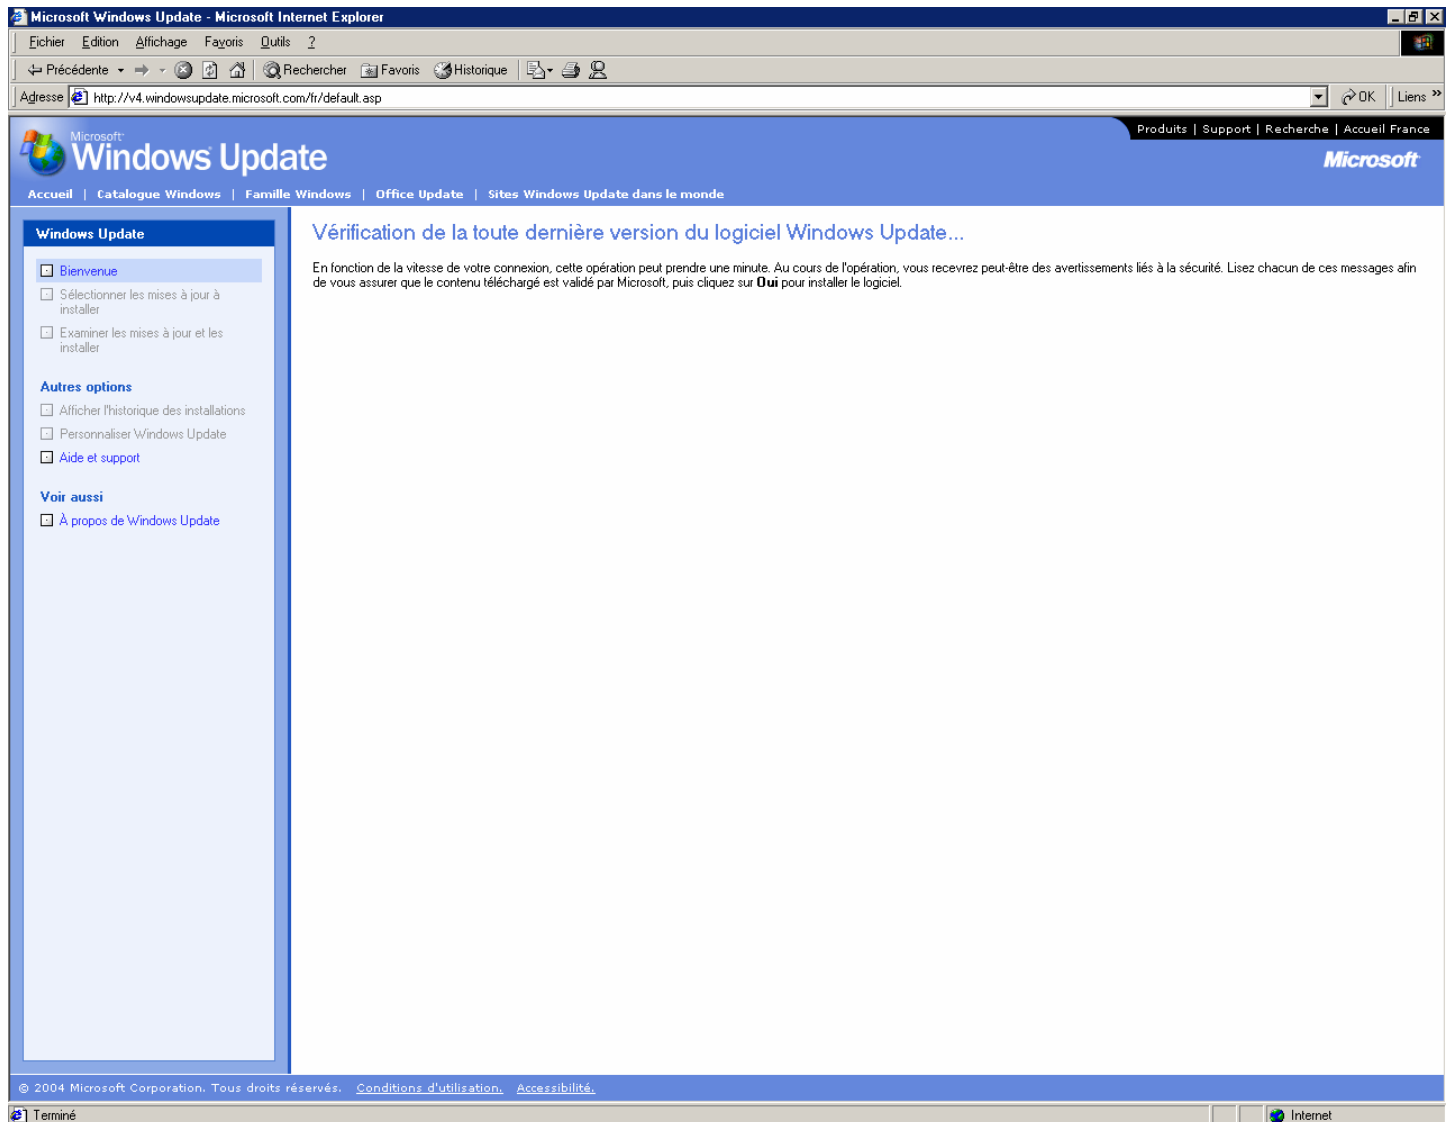 Microsoft Windows Update - Microsoft Internet Explorer
Fichier Edition Affichage Favoris Outils ?
Précédente Rechercher Favoris Historique
Adresse http://v4.windowsupdate.microsoft.com/fr/default.asp OK Liens »
Produits | Support | Recherche | Accueil France
Microsoft
Windows Update
Microsoft
Accueil | Catalogue Windows | Famille Windows | Office Update | Sites Windows Update dans le monde
Windows Update
Bienvenue
Sélectionner les mises à jour à
installer
Examiner les mises à jour et les
installer
Autres options
Afficher l'historique des installations
Personnaliser Windows Update
Aide et support
Voir aussi
À propos de Windows Update
Vérification de la toute dernière version du logiciel Windows Update...
En fonction de la vitesse de votre connexion, cette opération peut prendre une minute. Au cours de l'opération, vous recevrez peut-être des avertissements liés à la sécurité. Lisez chacun de ces messages afin
de vous assurer que le contenu téléchargé est validé par Microsoft, puis cliquez sur Oui pour installer le logiciel.
© 2004 Microsoft Corporation. Tous droits réservés. Conditions d'utilisation. Accessibilité.
Terminé Internet